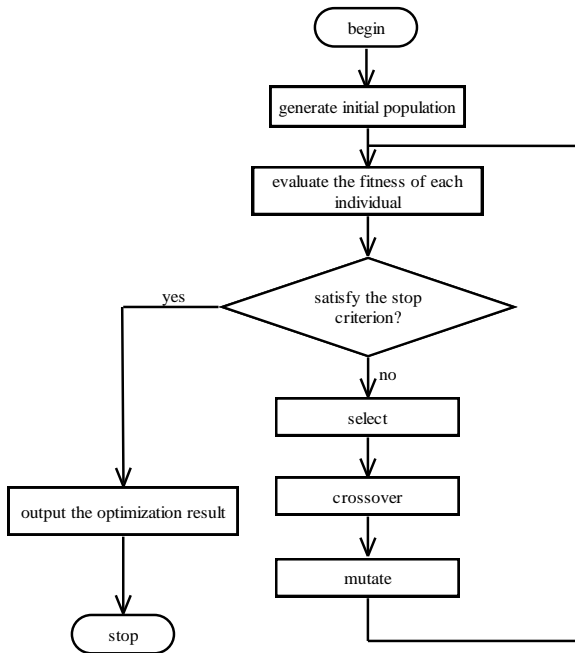 begin
generate initial population
evaluate the fitness of each
individual
satisfy the stop
criterion?
yes
no
select
crossover
output the optimization result
mutate
stop